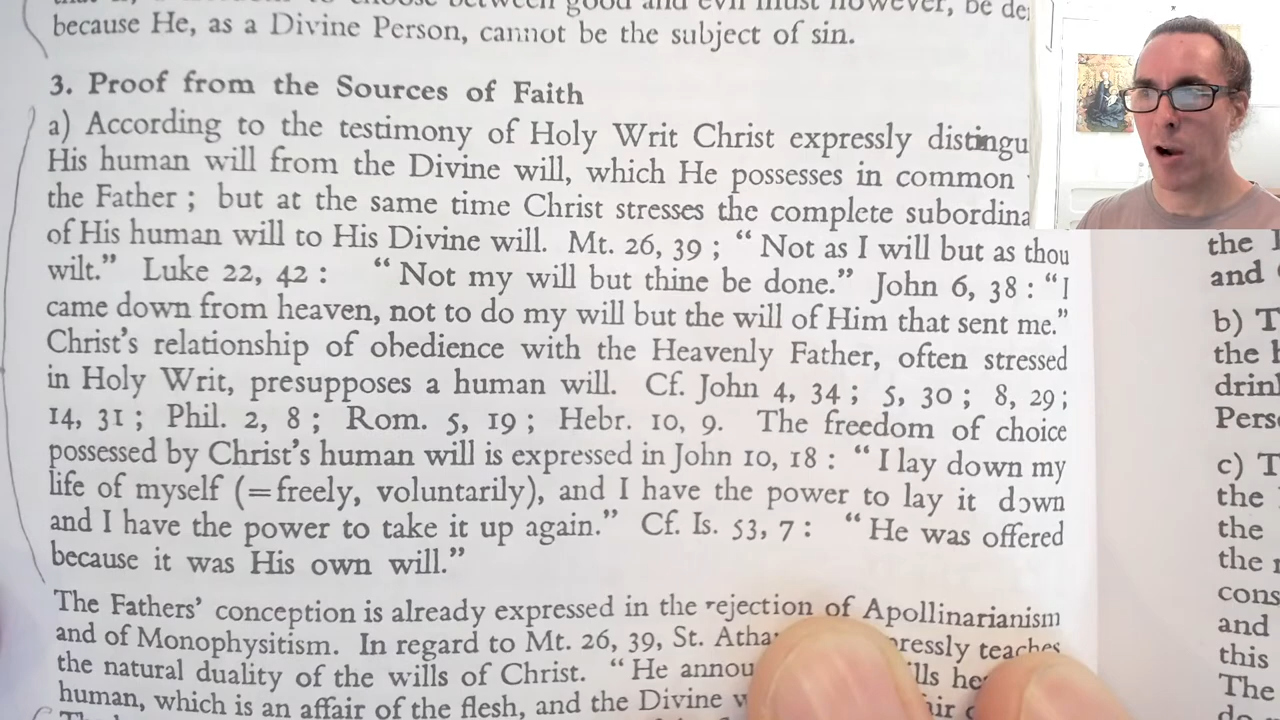 good and evil must however, be
because He, as a Divine Person, cannot be the subject of sin.
3. Proof from the Sources of Faith
a) According to the testimony of Holy Writ Christ expressly distingu
His human will from the Divine will, which He possesses in common
the Father ; but at the same time Christ stresses the complete subordina
of His human will to His Divine will. Mt. 26, 39 ; “ Not as I will but as thou
wilt.” Luke 22, 42 : “ Not my will but thine be done.” John 6, 38 : “I
came down from heaven, not to do my will but the will of Him that sent me.”
Christ’s relationship of obedience with the Heavenly Father, often stressed
in Holy Writ, presupposes a human will. Cf. John 4, 34 ; 5, 30 ; 8, 29 ;
14, 31 ; Phil. 2, 8 ; Rom. 5, 19 ; Hebr. 10, 9. The freedom of choice
possessed by Christ’s human will is expressed in John 10, 18 : “ I lay down my
life of myself (=freely, voluntarily), and I have the power to lay it down
and I have the power to take it up again.” Cf. Is. 53, 7 : “ He was offered
because it was His own will.”
The Fathers’ conception is already expressed in the rejection of Apollinarianism
and of Monophysitism. In regard to Mt. 26, 39, St. Atha pressly teaches
the natural duality of the wills of Christ. “ He annou lls he
human, which is an affair of the flesh, and the Divine w
the
and
b) T
the
drin
Pers
c) T
the
the
the
cons
and
this
The